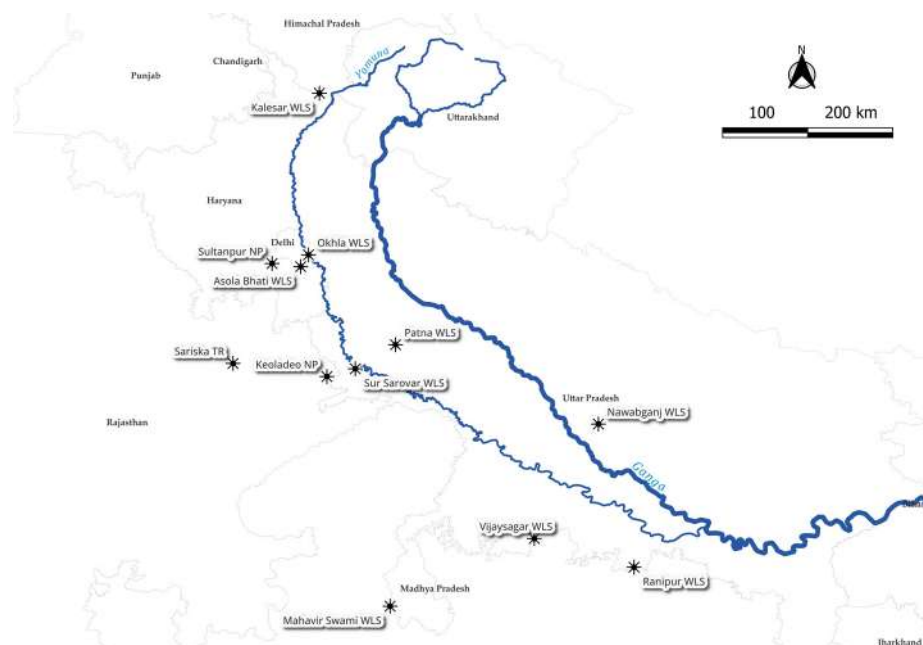 Himachal Pradesh
Chandigarh
Punjab
Yamuna
N
100
200 km
Kalesar WLS
Uttarakhand
Haryana
Delhi
Okhla WLS
Sultanpur NP
Asola Bhati WLS
Patna WLS
Sariska TR
Keoladeo NP
Sur Sarovar WLS
Uttar Pradesh
Nawabganj WLS
Rajasthan
Ganga
Vijaysagar WLS
Ranipur WLS
Madhya Pradesh
Mahavir Swami WLS
Jharkhand